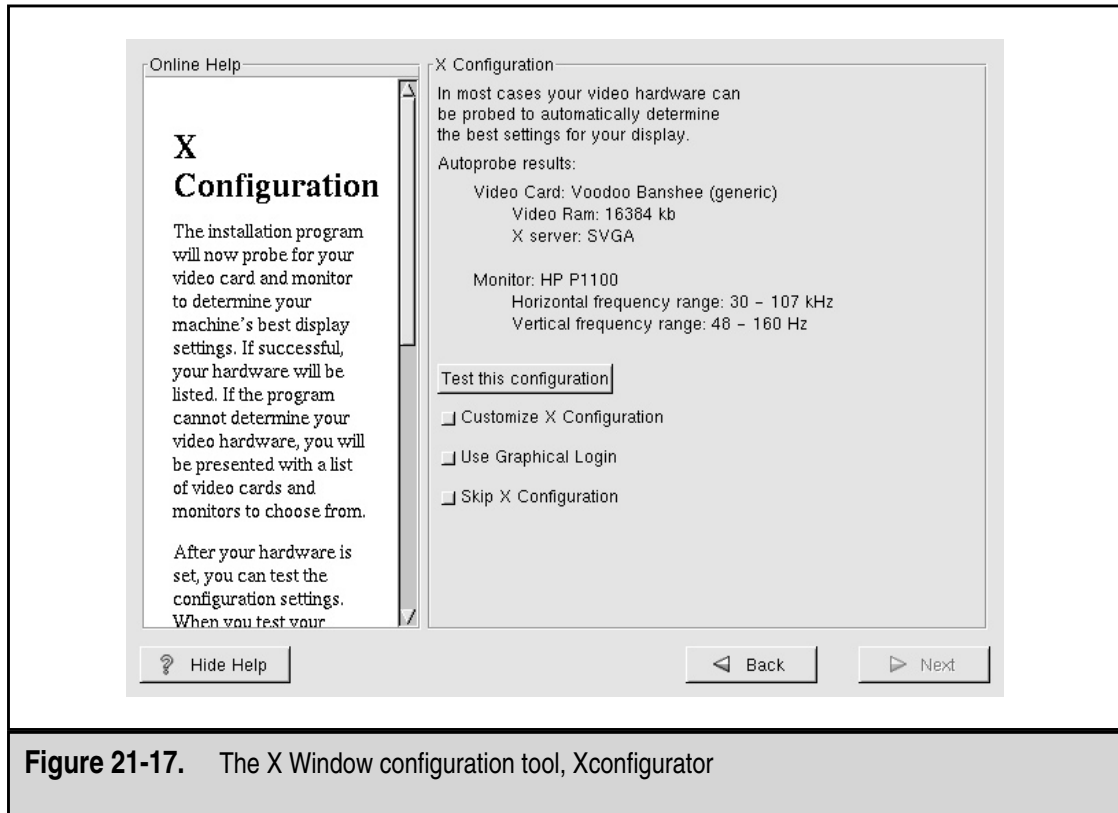 Online Help
X
Configuration
The installation program
will now probe for your
video card and monitor
to determine your
machine's best display
settings. If successful,
your hardware will be
listed. If the program
cannot determine your
video hardware, you will
be presented with a list
of video cards and
monitors to choose from.
After your hardware is
set, you can test the
configuration settings.
When you test your
X Configuration
In most cases your video hardware can
be probed to automatically determine
the best settings for your display.
Autoprobe results:
Video Card: Voodoo Banshee (generic)
Video Ram: 16384 kb
X server: SVGA
Monitor: HP P1100
Horizontal frequency range: 30 – 107 kHz
Vertical frequency range: 48 – 160 Hz
Test this configuration
Customize X Configuration
Use Graphical Login
Skip X Configuration
? Hide Help
Back
Next
Figure 21-17. The X Window configuration tool, Xconfigurator